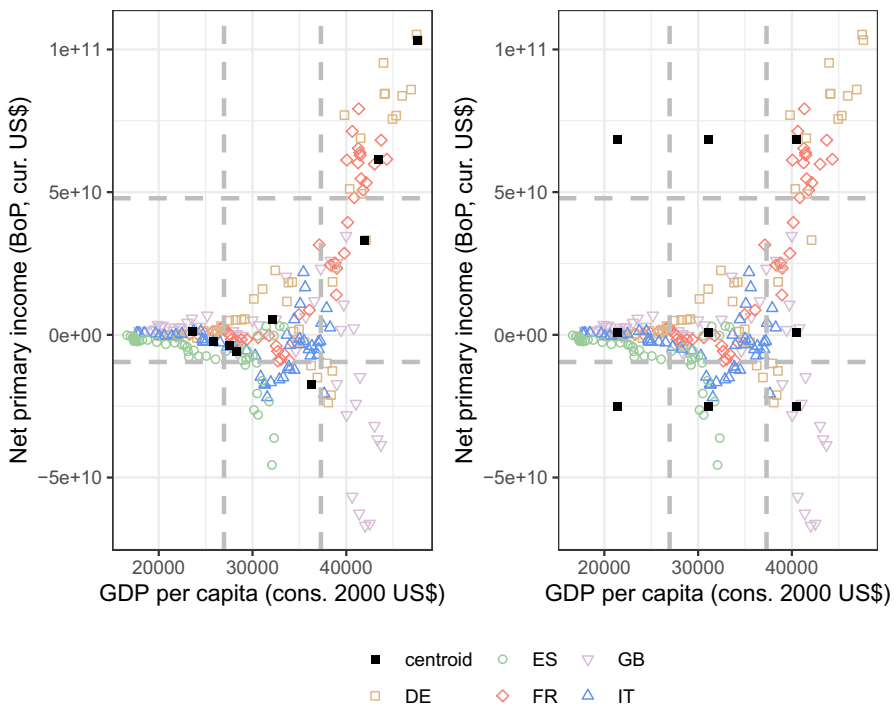 Net primary income (BoP, cur. US$)
1e+11
5e+10
0e+00
−5e+10
20000 30000 40000
GDP per capita (cons. 2000 US$)
Net primary income (BoP, cur. US$)
1e+11
5e+10
0e+00
−5e+10
20000 30000 40000
GDP per capita (cons. 2000 US$)
centroid ES GB
DE FR IT